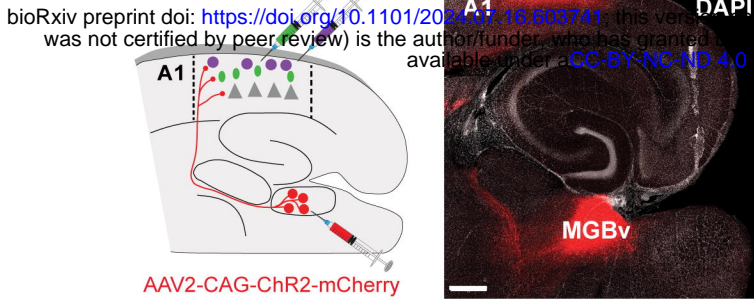 bioRxiv preprint doi: https://doi.org/10.1101/2024.07.16.603741; this
was not certified by peer review) is the author/funder, who has granted
available under aCC-BY-NC-ND 4.0
A1
DAPI
A1
MGBv
AAV2-CAG-ChR2-mCherry